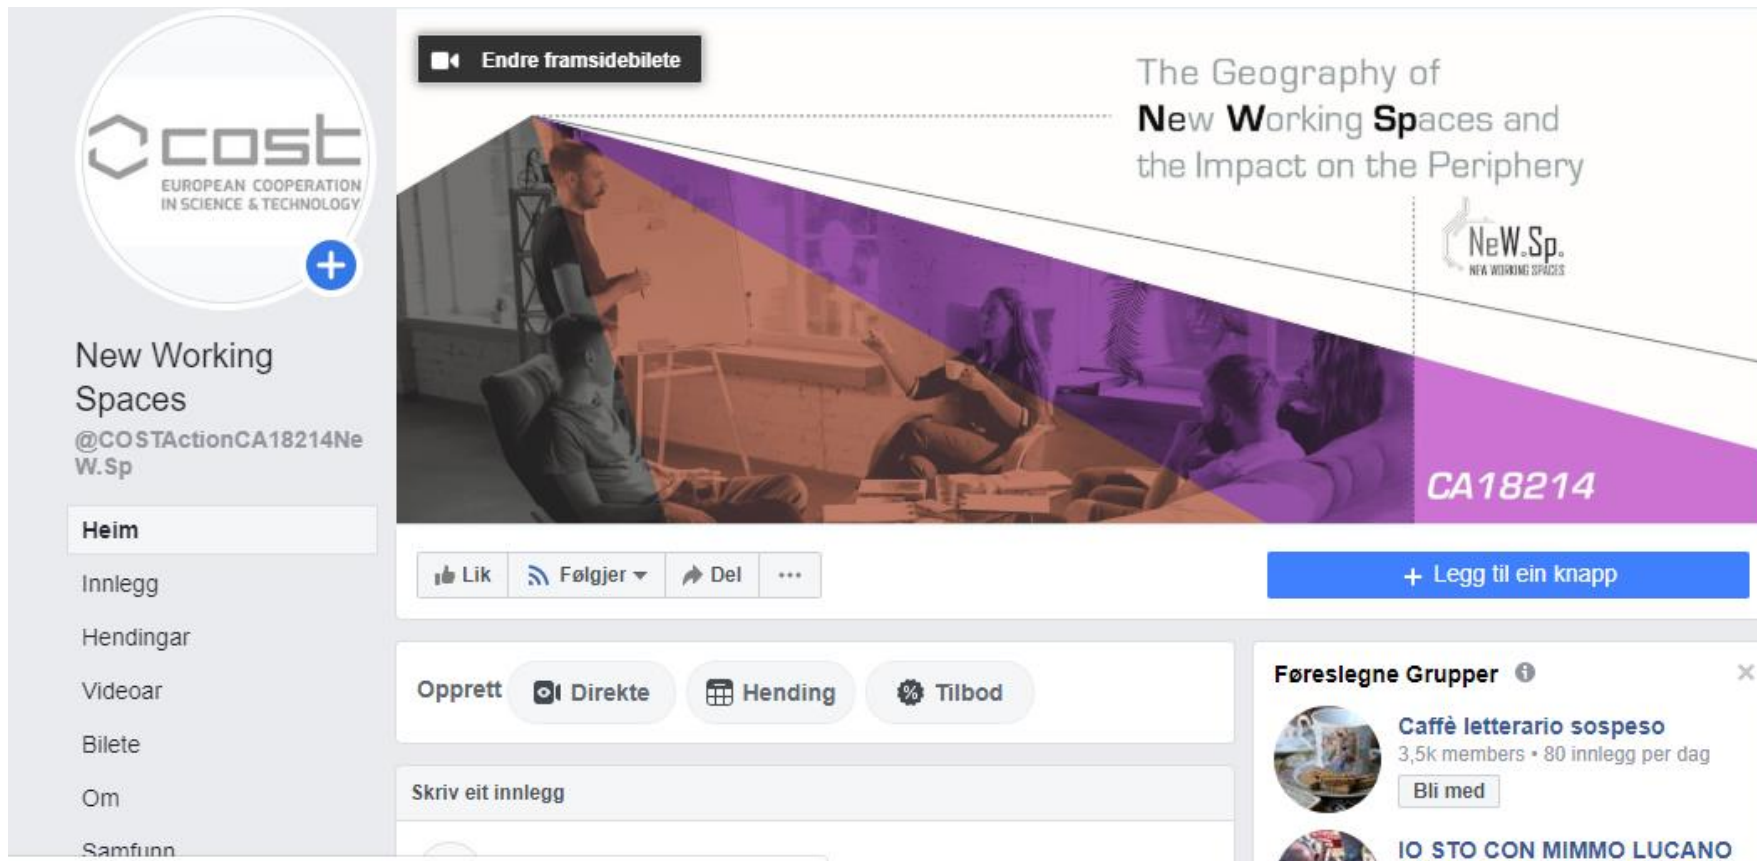 cost
EUROPEAN COOPERATION
IN SCIENCE & TECHNOLOGY
New Working
Spaces
@COSTActionCA18214Ne
W.Sp
Heim
Innlegg
Hendingar
Videoar
Bilete
Om
Samfunn
Endre framsidebilete
The Geography of
New Working Spaces and
the Impact on the Periphery
NeW.Sp.
NEW WORKING SPACES
CA18214
Lik
Følgjer
Del
+ Legg til ein knapp
Opprett
Direkte
Hending
Tilbod
Skriv eit innlegg
Føreslegne Grupper
Caffè letterario sospeso
3,5k members • 80 innlegg per dag
Bli med
IO STO CON MIMMO LUCANO